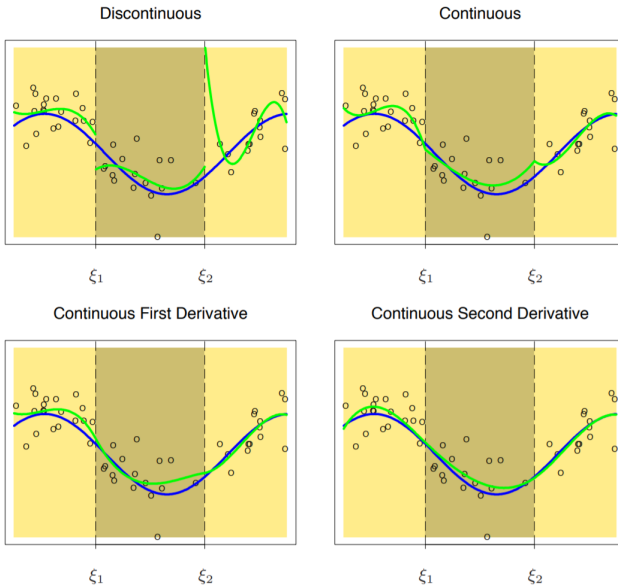 Discontinuous
Continuous
ξ₁ ξ₂
ξ₁ ξ₂
Continuous First Derivative
Continuous Second Derivative
ξ₁ ξ₂
ξ₁ ξ₂